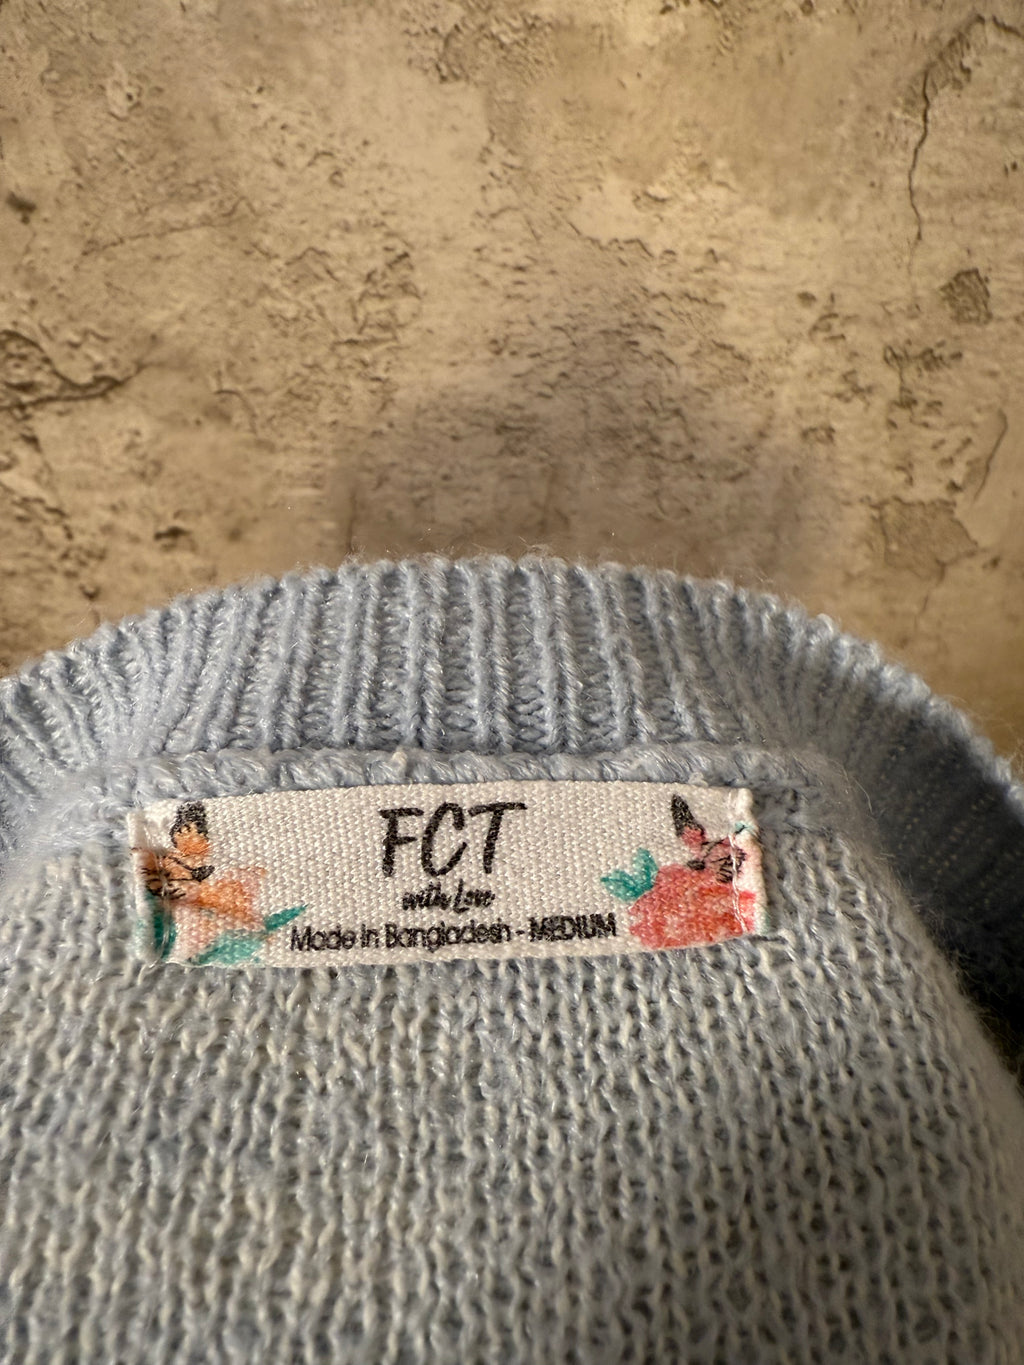 FCT
with Love
Made in Bangladesh - MEDIUM